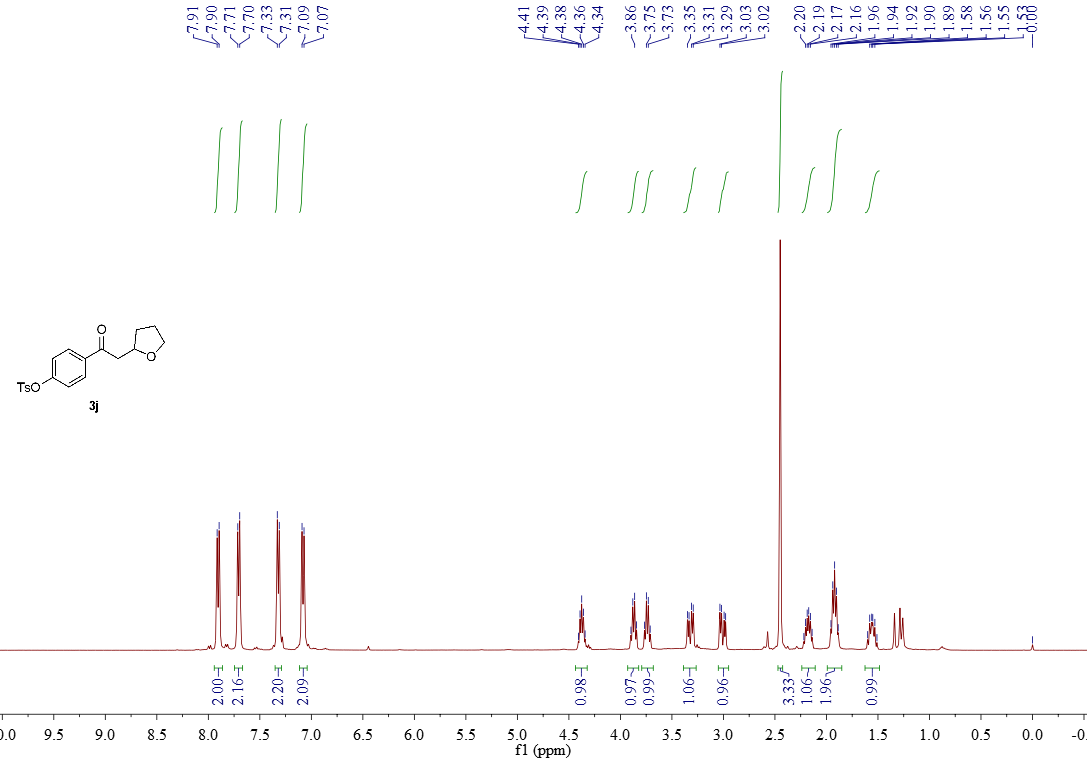 7.91 7.90 7.71 7.70 7.33 7.31 7.09 7.07 4.41 4.39 4.38 4.36 4.34 3.86 3.75 3.73 3.35 3.31 3.29 3.03 3.02 2.20 2.19 2.17 2.16 1.96 1.94 1.92 1.90 1.89 1.58 1.56 1.55 1.53 0.00
O
O
TsO
3j
2.00 2.16 2.20 2.09 0.98 0.97 0.99 1.06 0.96 3.33 1.06 1.96 0.99
0.0 9.5 9.0 8.5 8.0 7.5 7.0 6.5 6.0 5.5 5.0 4.5 4.0 3.5 3.0 2.5 2.0 1.5 1.0 0.5 0.0 -0.
f1 (ppm)